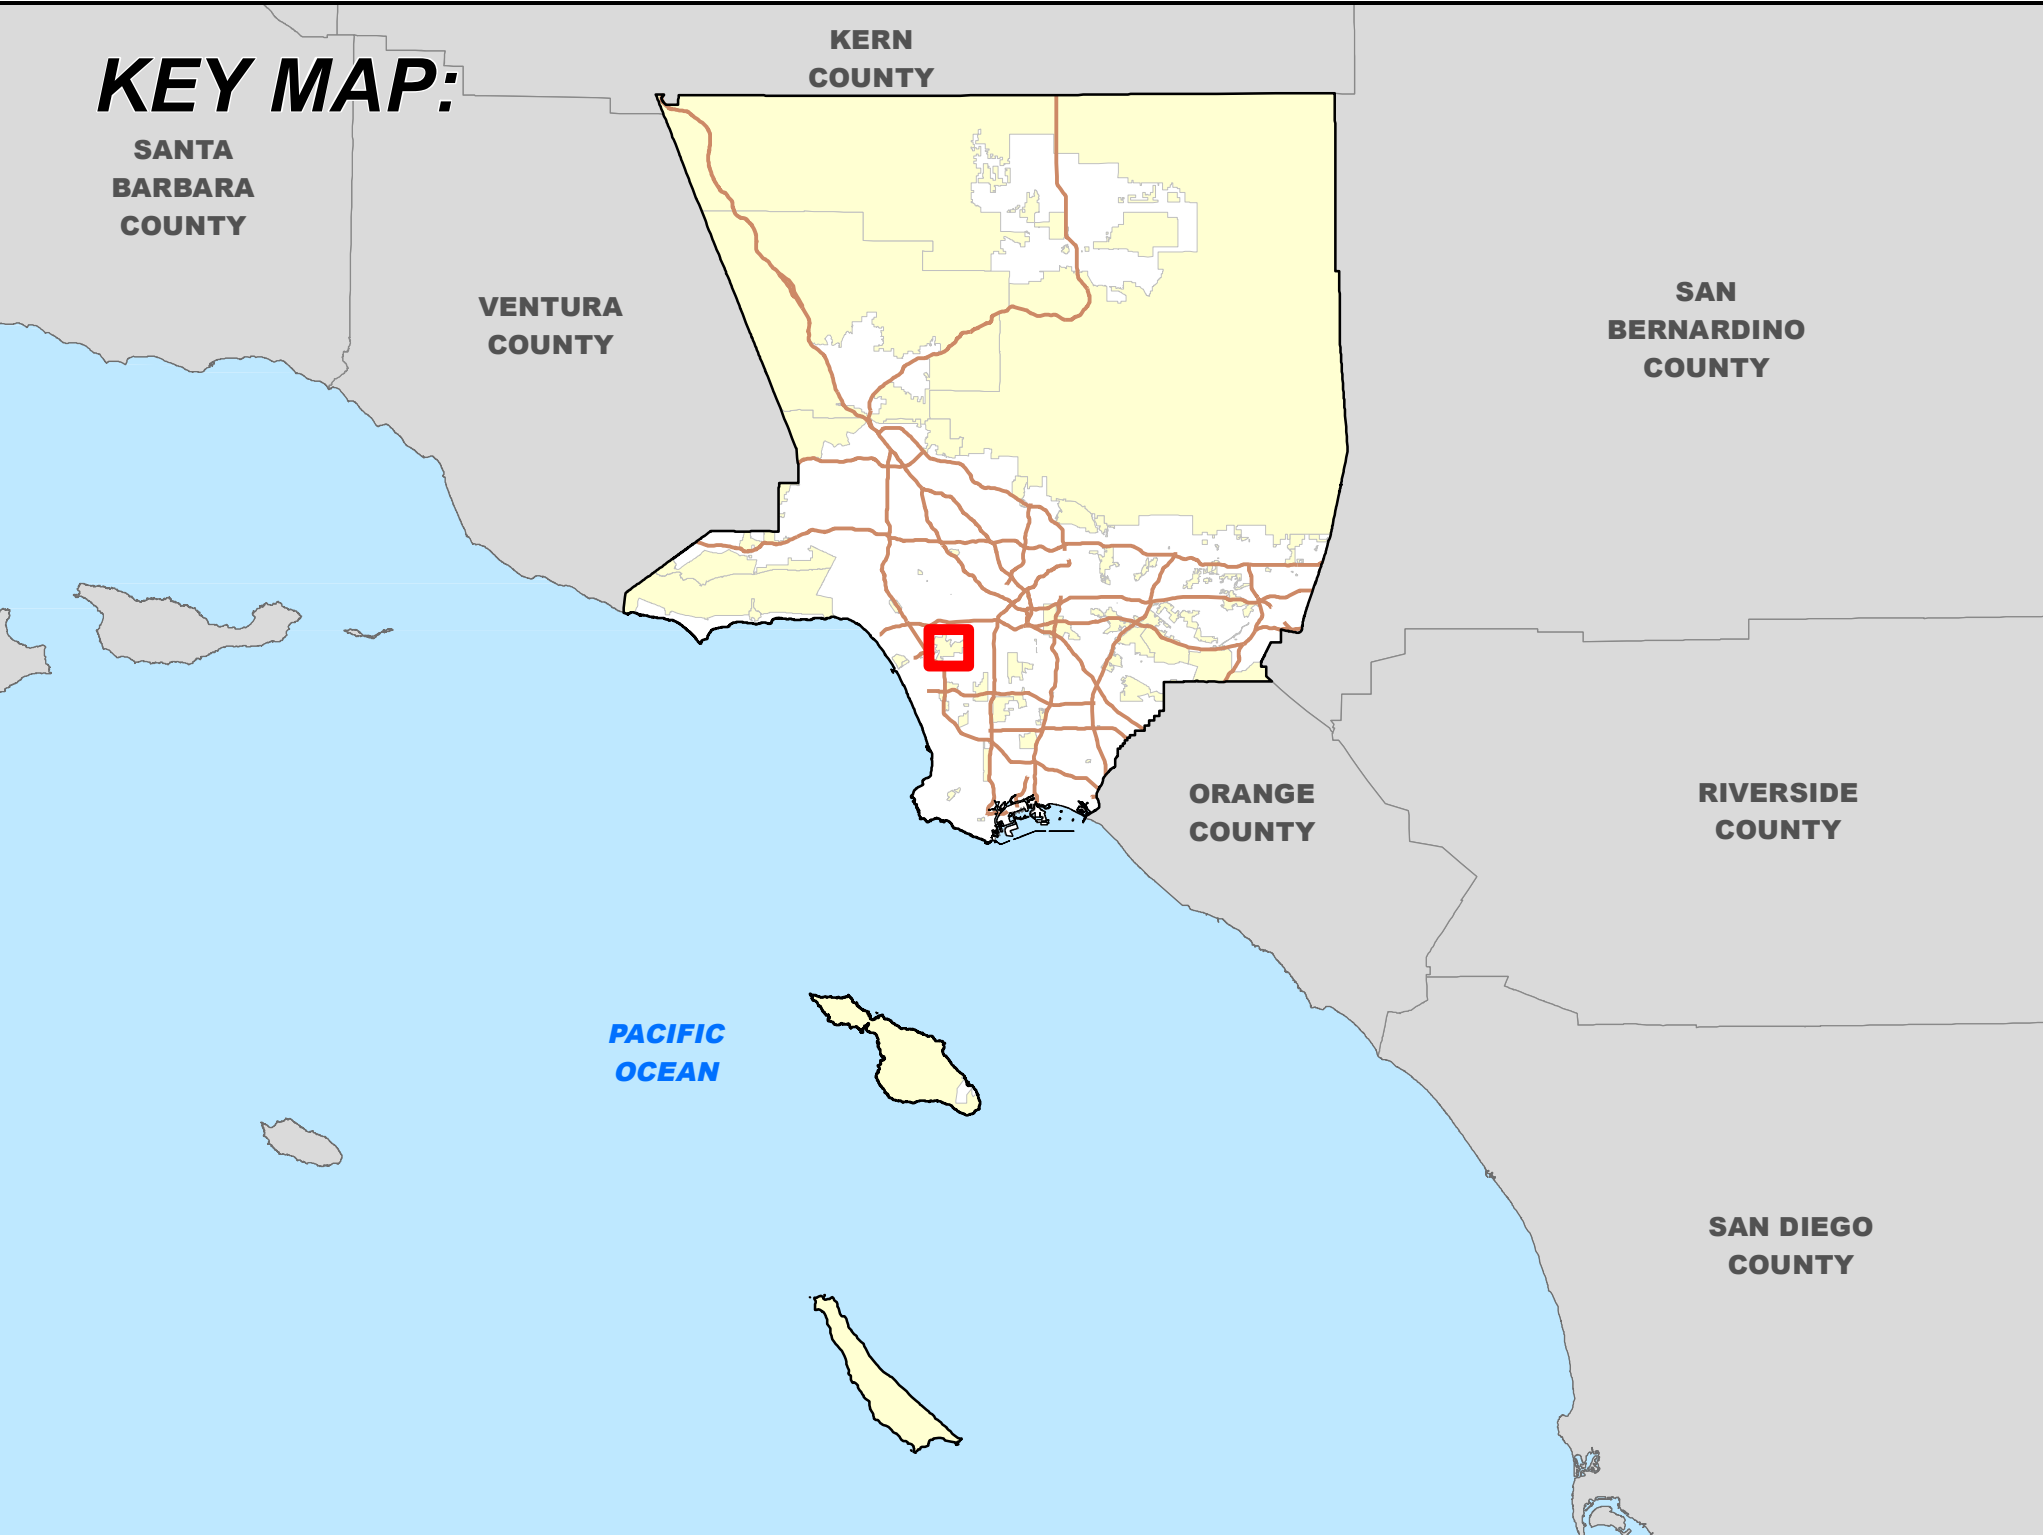 KEY MAP:
KERN
COUNTY
SANTA
BARBARA
COUNTY
VENTURA
COUNTY
SAN
BERNARDINO
COUNTY
ORANGE
COUNTY
RIVERSIDE
COUNTY
PACIFIC
OCEAN
SAN DIEGO
COUNTY